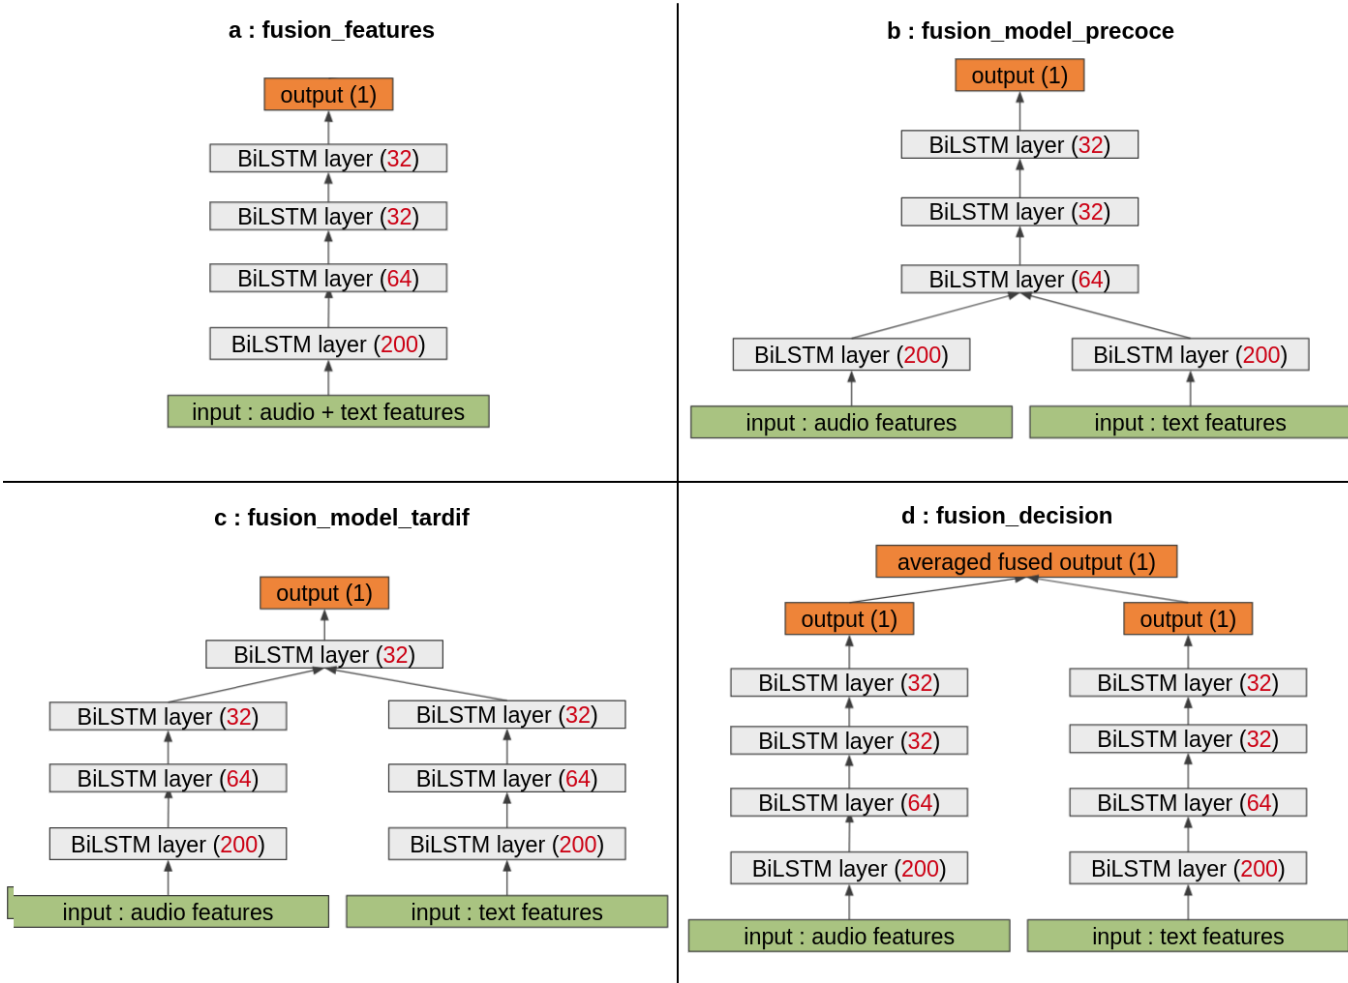 a : fusion_features
output (1)
BiLSTM layer (32)
BiLSTM layer (32)
BiLSTM layer (64)
BiLSTM layer (200)
input : audio + text features
b : fusion_model_precoce
output (1)
BiLSTM layer (32)
BiLSTM layer (32)
BiLSTM layer (64)
BiLSTM layer (200)
BiLSTM layer (200)
input : audio features
input : text features
c : fusion_model_tardif
output (1)
BiLSTM layer (32)
BiLSTM layer (32)
BiLSTM layer (32)
BiLSTM layer (64)
BiLSTM layer (64)
BiLSTM layer (200)
BiLSTM layer (200)
input : audio features
input : text features
d : fusion_decision
averaged fused output (1)
output (1)
output (1)
BiLSTM layer (32)
BiLSTM layer (32)
BiLSTM layer (32)
BiLSTM layer (32)
BiLSTM layer (64)
BiLSTM layer (64)
BiLSTM layer (200)
BiLSTM layer (200)
input : audio features
input : text features